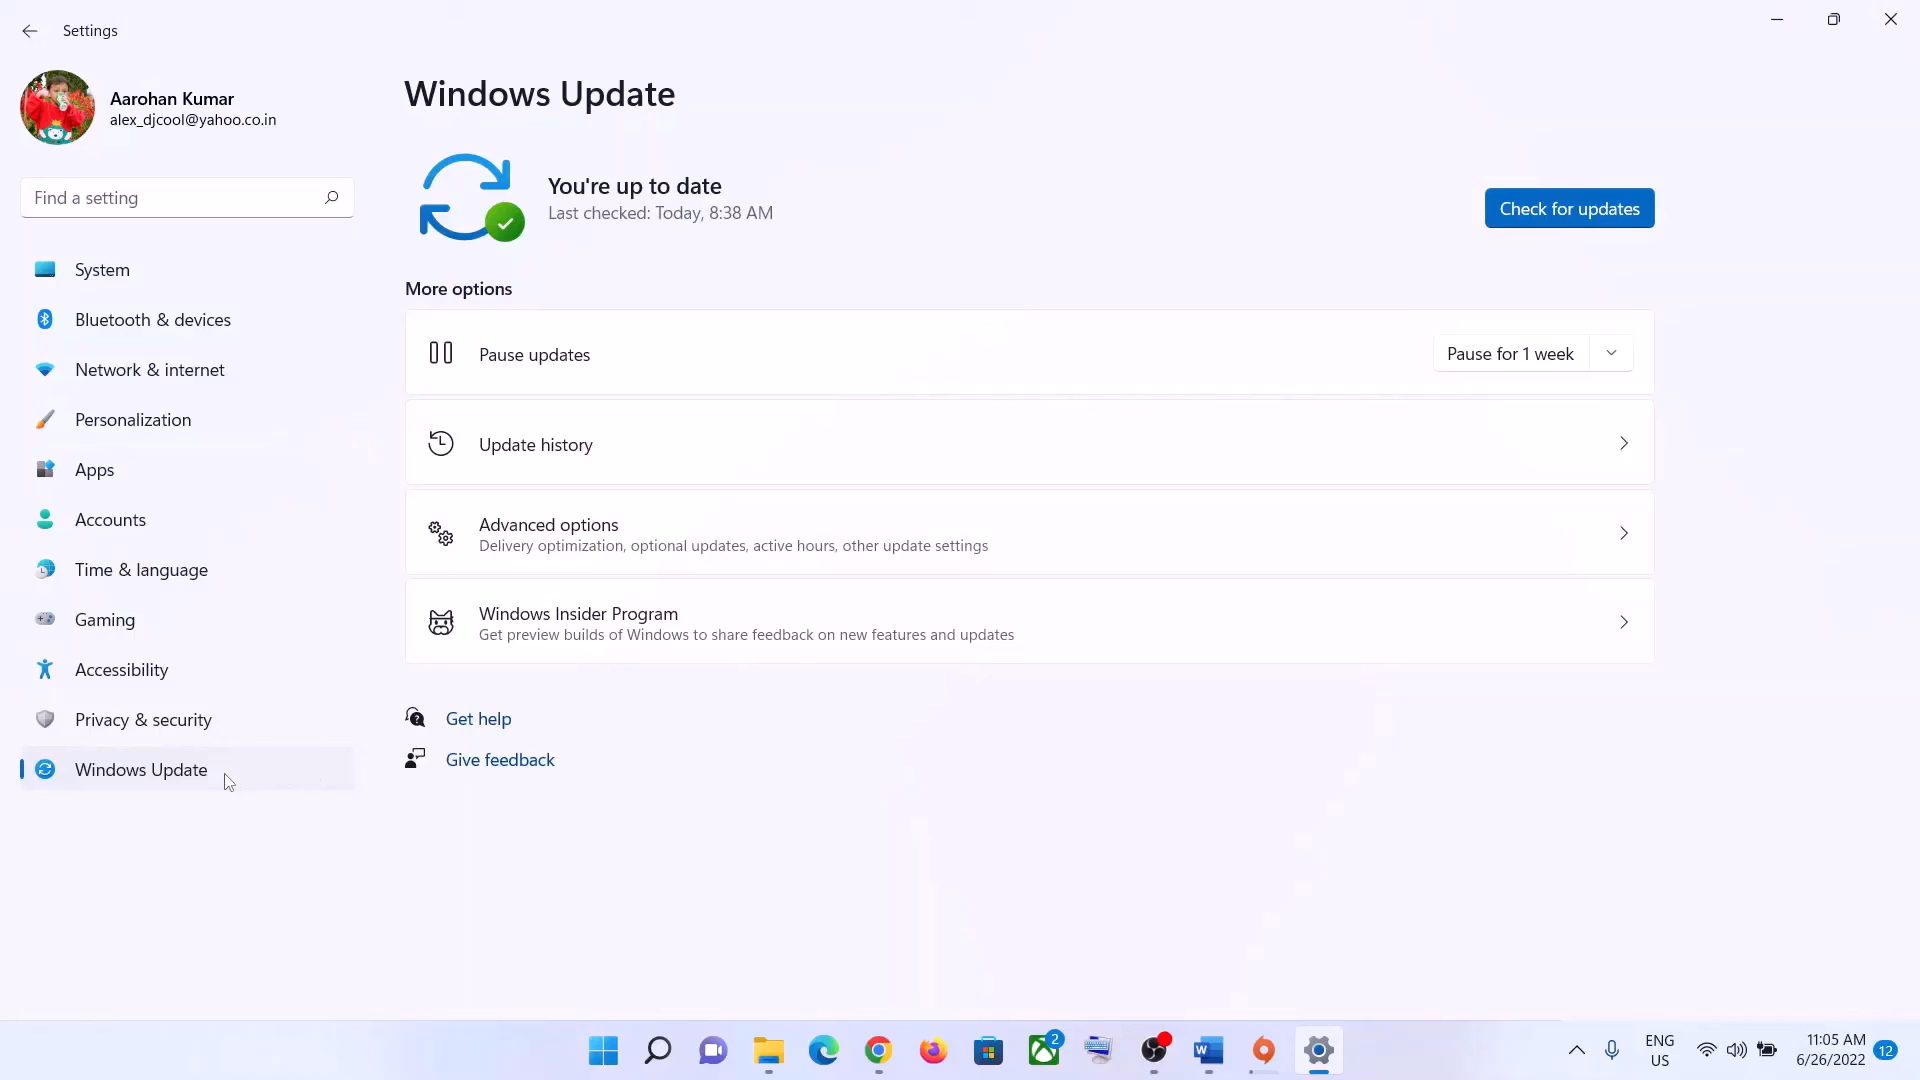 Settings
Aarohan Kumar
alex_djcool@yahoo.co.in
Find a setting
System
Bluetooth & devices
Network & internet
Personalization
Apps
Accounts
Time & language
Gaming
Accessibility
Privacy & security
Windows Update
Windows Update
You're up to date
Last checked: Today, 8:38 AM
Check for updates
More options
Pause updates
Pause for 1 week
Update history
Advanced options
Delivery optimization, optional updates, active hours, other update settings
Windows Insider Program
Get preview builds of Windows to share feedback on new features and updates
Get help
Give feedback
2
W
ENG
US
11:05 AM
6/26/2022
12